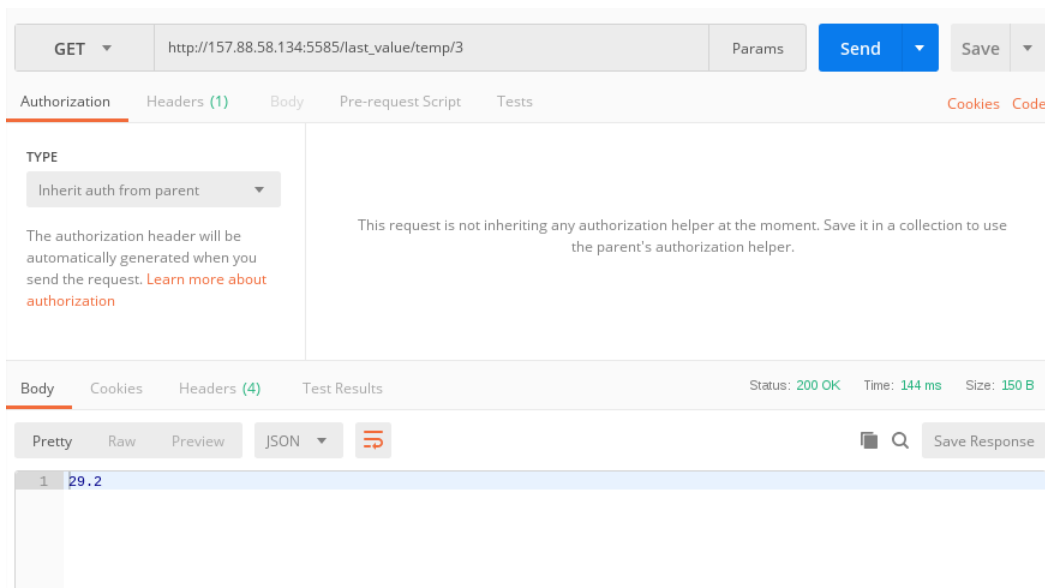 GET http://157.88.58.134:5585/last_value/temp/3 Params Send Save
Authorization Headers (1) Body Pre-request Script Tests Cookies Code
TYPE
Inherit auth from parent
The authorization header will be
automatically generated when you
send the request. Learn more about
authorization
This request is not inheriting any authorization helper at the moment. Save it in a collection to use
the parent's authorization helper.
Body Cookies Headers (4) Test Results Status: 200 OK Time: 144 ms Size: 150 B
Pretty Raw Preview JSON Save Response
1 29.2